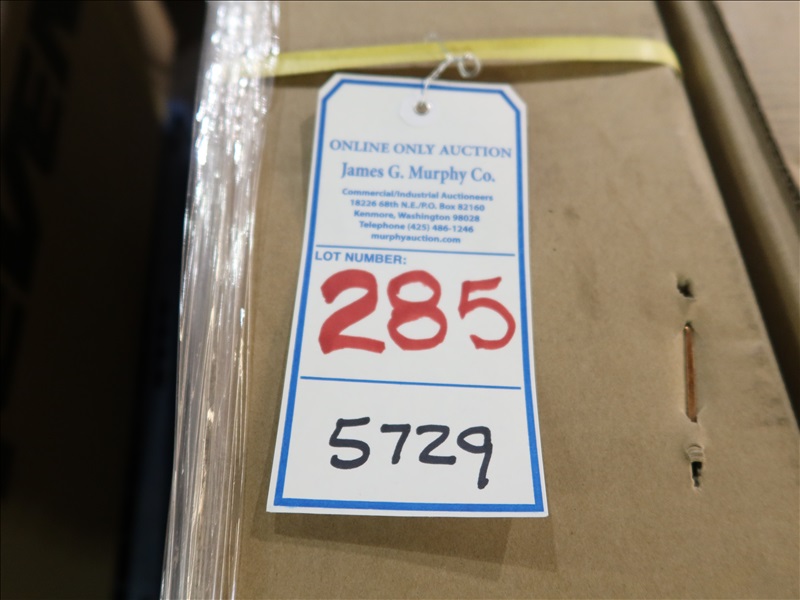 ONLINE ONLY AUCTION
James G. Murphy Co.
Commercial/Industrial Auctioneers
18226 68th N.E./P.O. Box 82160
Kenmore, Washington 98028
Telephone (425) 486-1246
murphyauction.com
LOT NUMBER:
285
5729